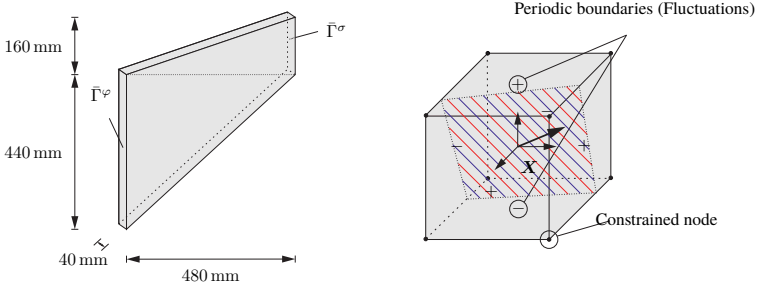 Periodic boundaries (Fluctuations)
160 mm
Γ̄^σ
Γ̄^φ
+
−
440 mm
−
+
X
+
−
Constrained node
40 mm
480 mm